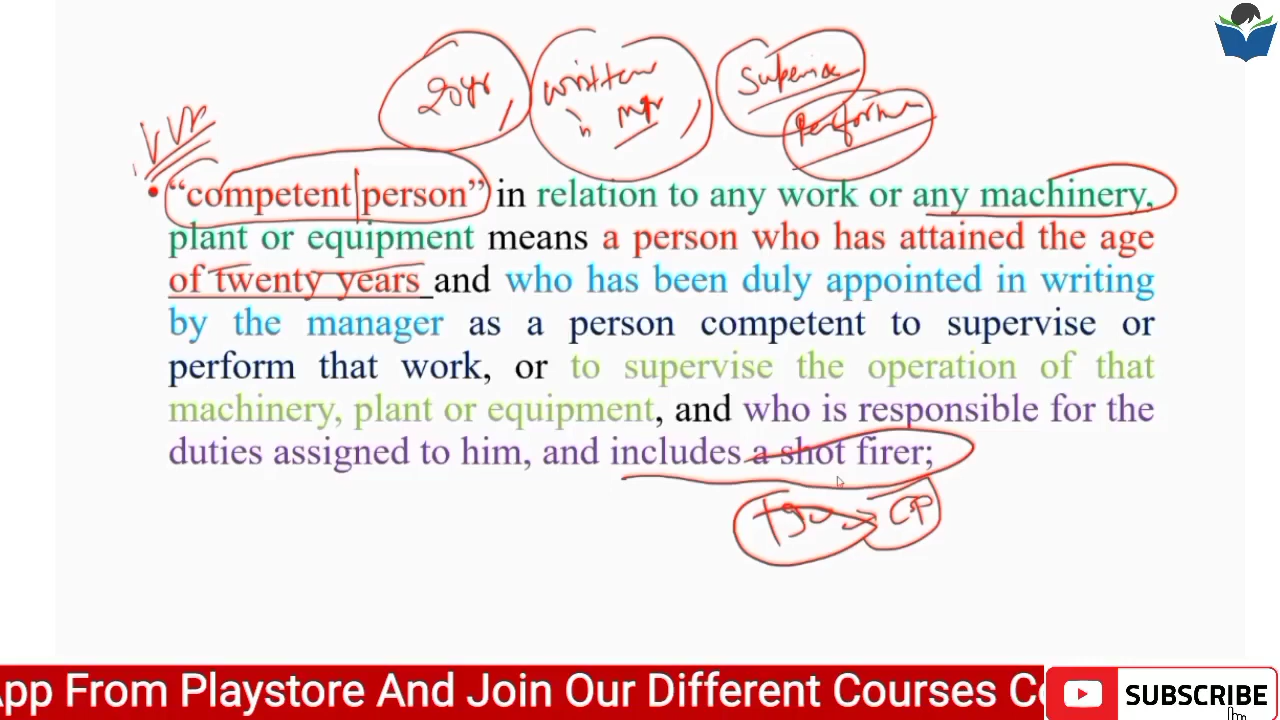 20yr,
written
in mgr,
Supervise
Perform
VVR
• “competent person” in relation to any work or any machinery,
plant or equipment means a person who has attained the age
of twenty years and who has been duly appointed in writing
by the manager as a person competent to supervise or
perform that work, or to supervise the operation of that
machinery, plant or equipment, and who is responsible for the
duties assigned to him, and includes a shot firer;
CP
App From Playstore And Join Our Different Courses Co
SUBSCRIBE